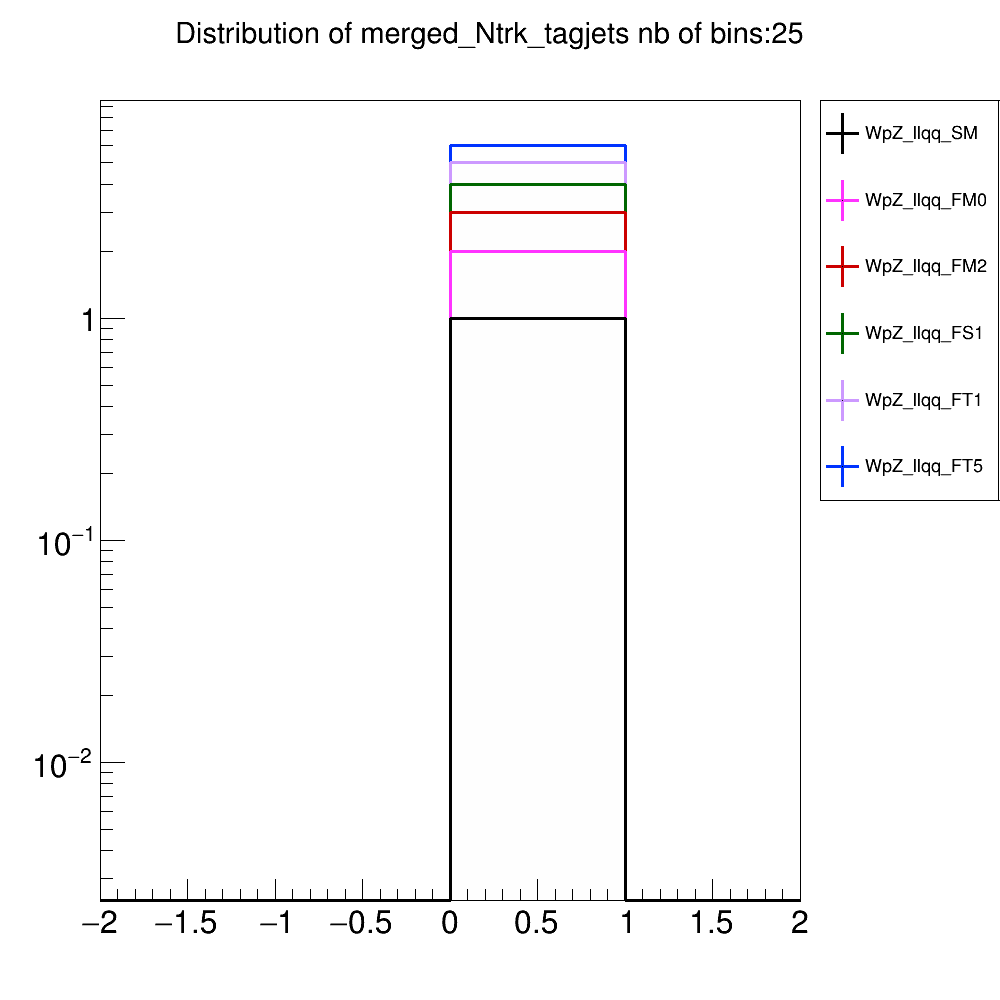 Distribution of merged_Ntrk_tagjets nb of bins:25
WpZ_llqq_SM
WpZ_llqq_FM0
WpZ_llqq_FM2
WpZ_llqq_FS1
WpZ_llqq_FT1
WpZ_llqq_FT5
1
10⁻¹
10⁻²
−2 −1.5 −1 −0.5 0 0.5 1 1.5 2